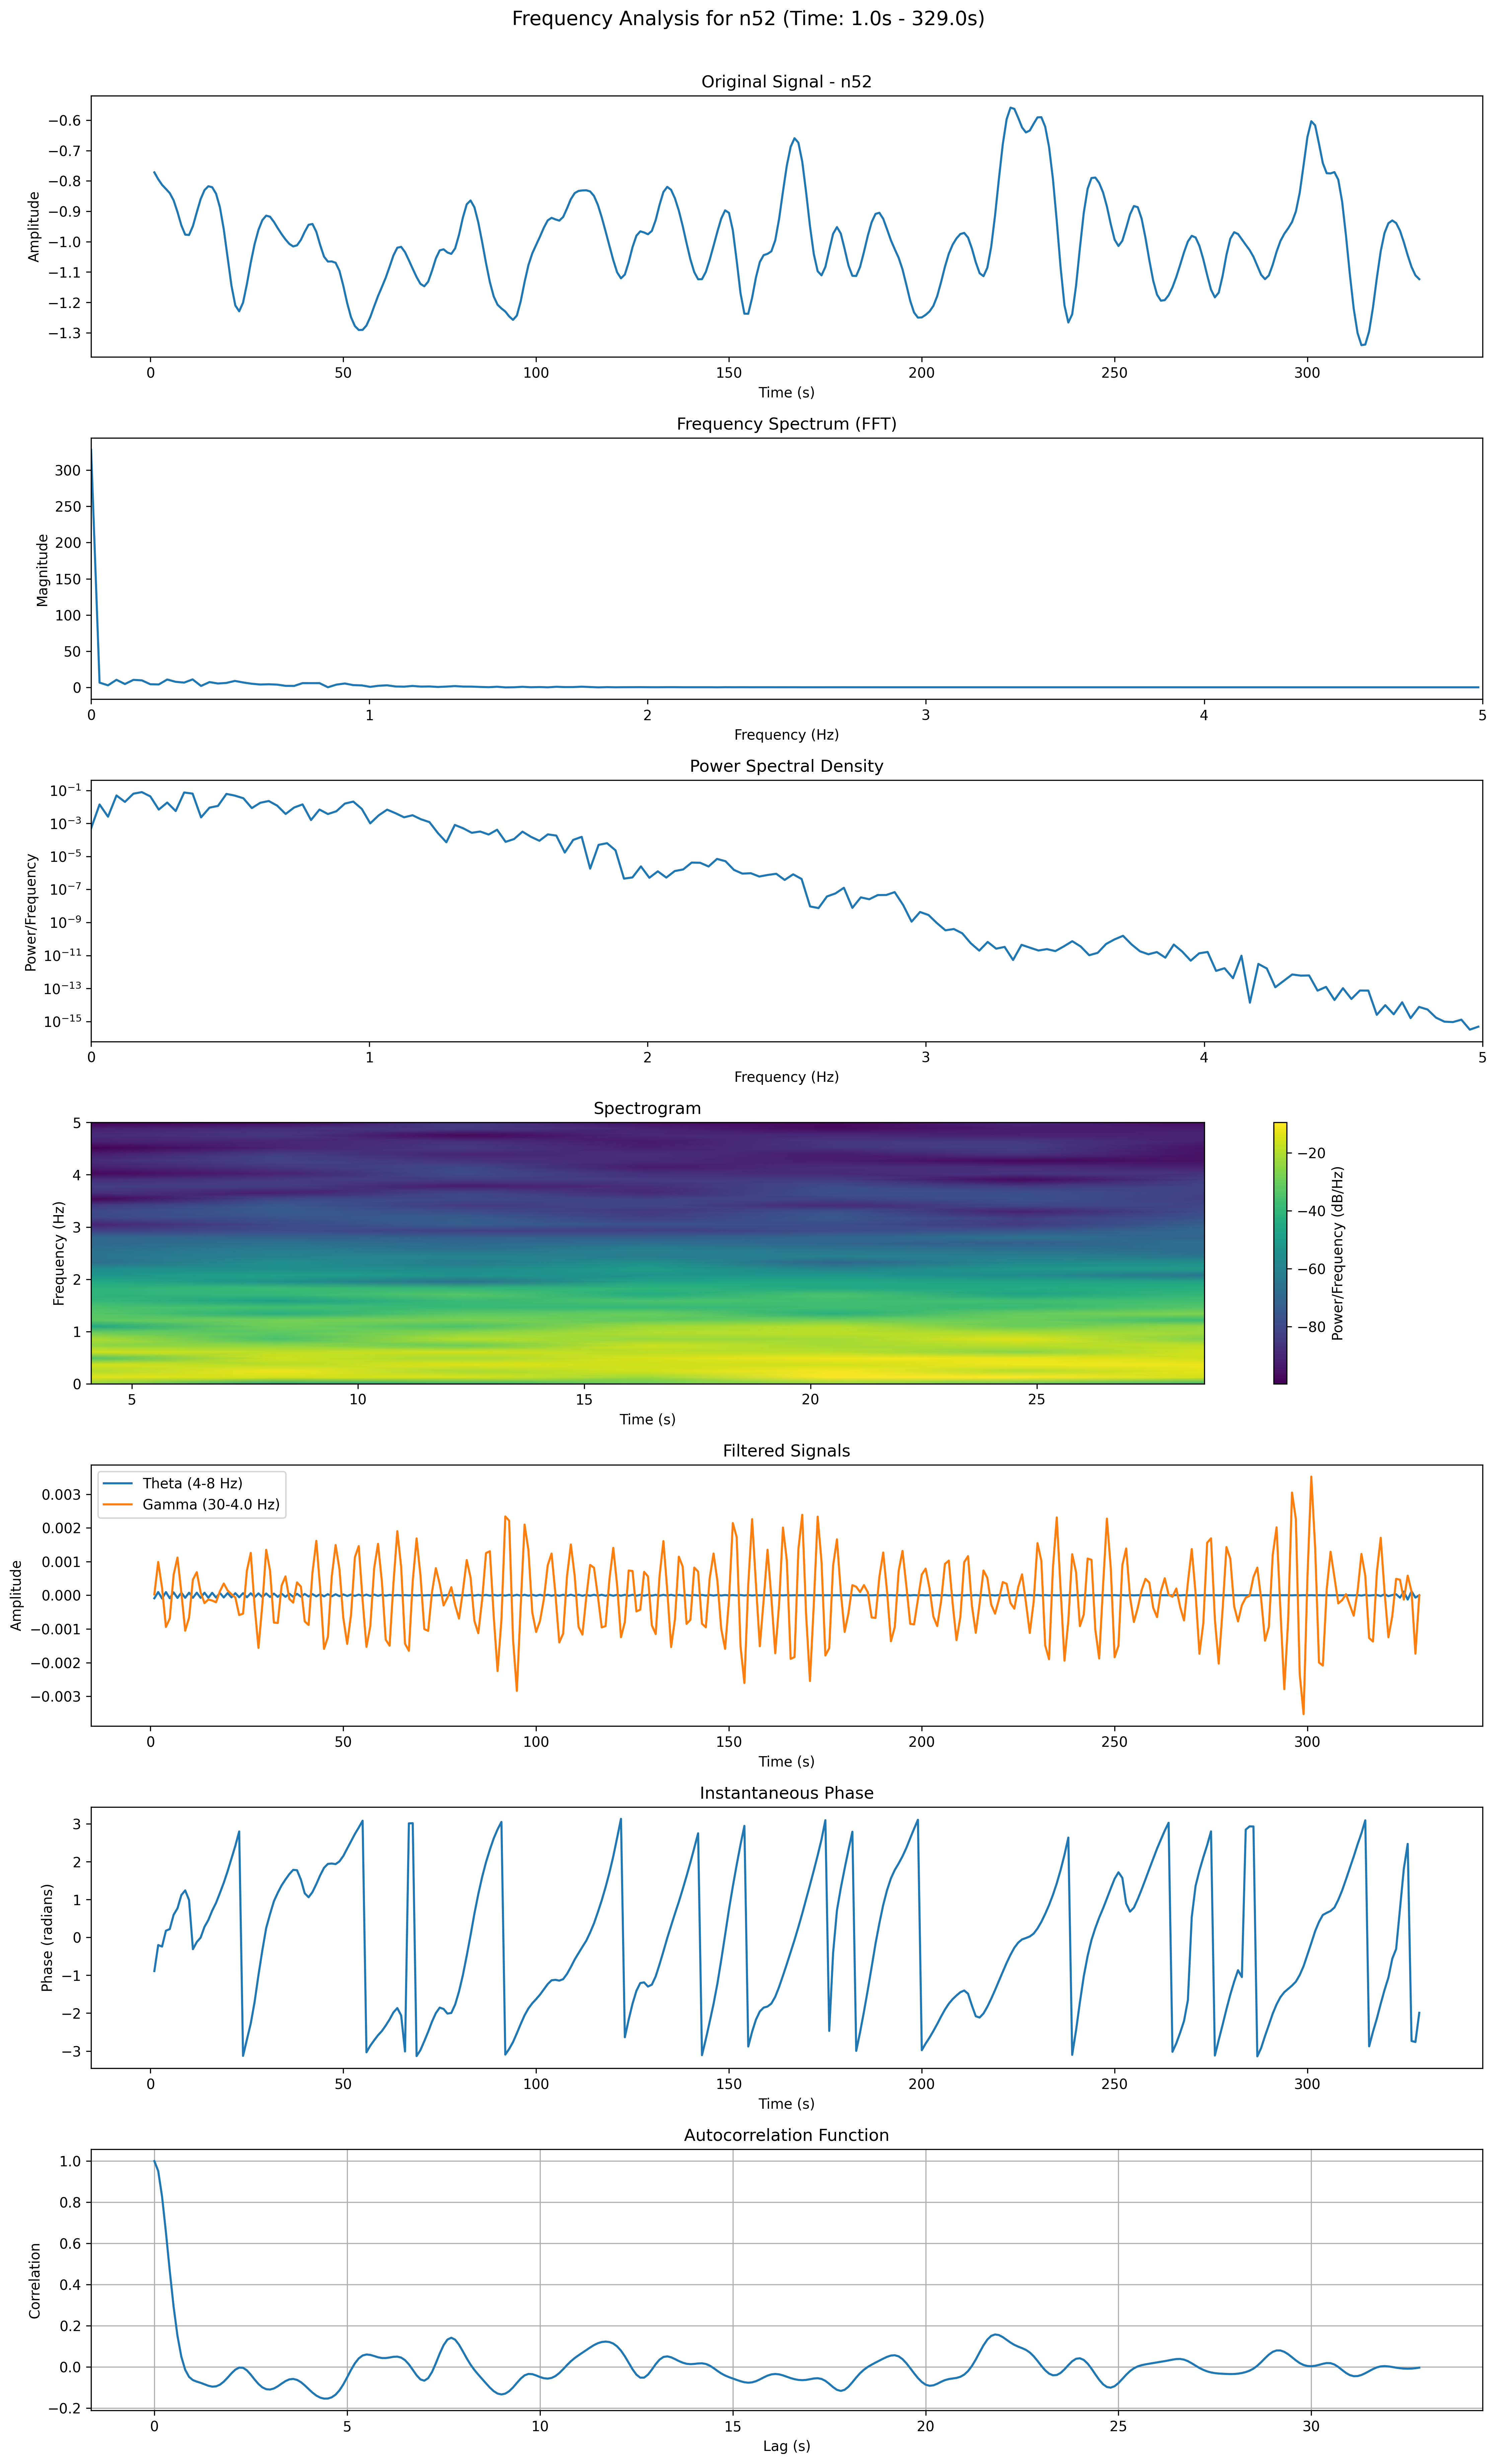 Frequency Analysis for n52 (Time: 1.0s - 329.0s)
Original Signal - n52
Amplitude
−0.6
−0.7
−0.8
−0.9
−1.0
−1.1
−1.2
−1.3
0 50 100 150 200 250 300
Time (s)
Frequency Spectrum (FFT)
Magnitude
300
250
200
150
100
50
0
0 1 2 3 4 5
Frequency (Hz)
Power Spectral Density
Power/Frequency
10⁻¹
10⁻³
10⁻⁵
10⁻⁷
10⁻⁹
10⁻¹¹
10⁻¹³
10⁻¹⁵
0 1 2 3 4 5
Frequency (Hz)
Spectrogram
Frequency (Hz)
5
4
3
2
1
0
5 10 15 20 25
Time (s)
−20
−40
−60
−80
Power/Frequency (dB/Hz)
Filtered Signals
Theta (4-8 Hz)
Gamma (30-4.0 Hz)
Amplitude
0.003
0.002
0.001
0.000
−0.001
−0.002
−0.003
0 50 100 150 200 250 300
Time (s)
Instantaneous Phase
Phase (radians)
3
2
1
0
−1
−2
−3
0 50 100 150 200 250 300
Time (s)
Autocorrelation Function
Correlation
1.0
0.8
0.6
0.4
0.2
0.0
−0.2
0 5 10 15 20 25 30
Lag (s)